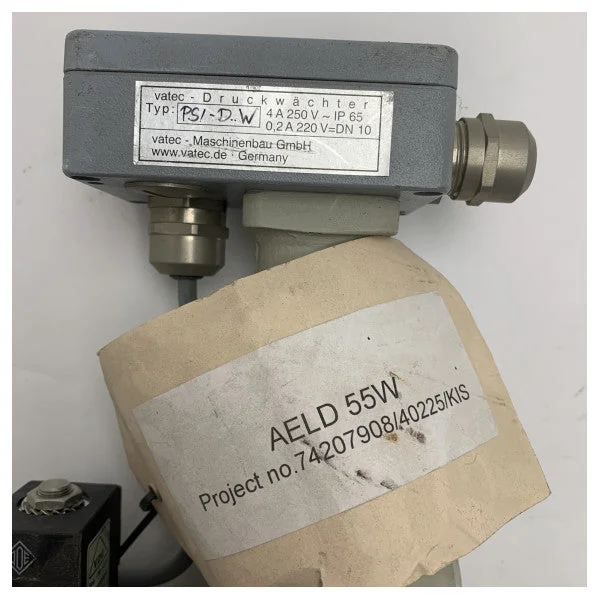 vatec - Druckwächter
Typ: PS1-D..W 4 A 250 V ~ IP 65
0,2 A 220 V=DN 10
vatec - Maschinenbau GmbH
www.vatec.de · Germany
AELD 55W
Project no.74207908/40225/KIS